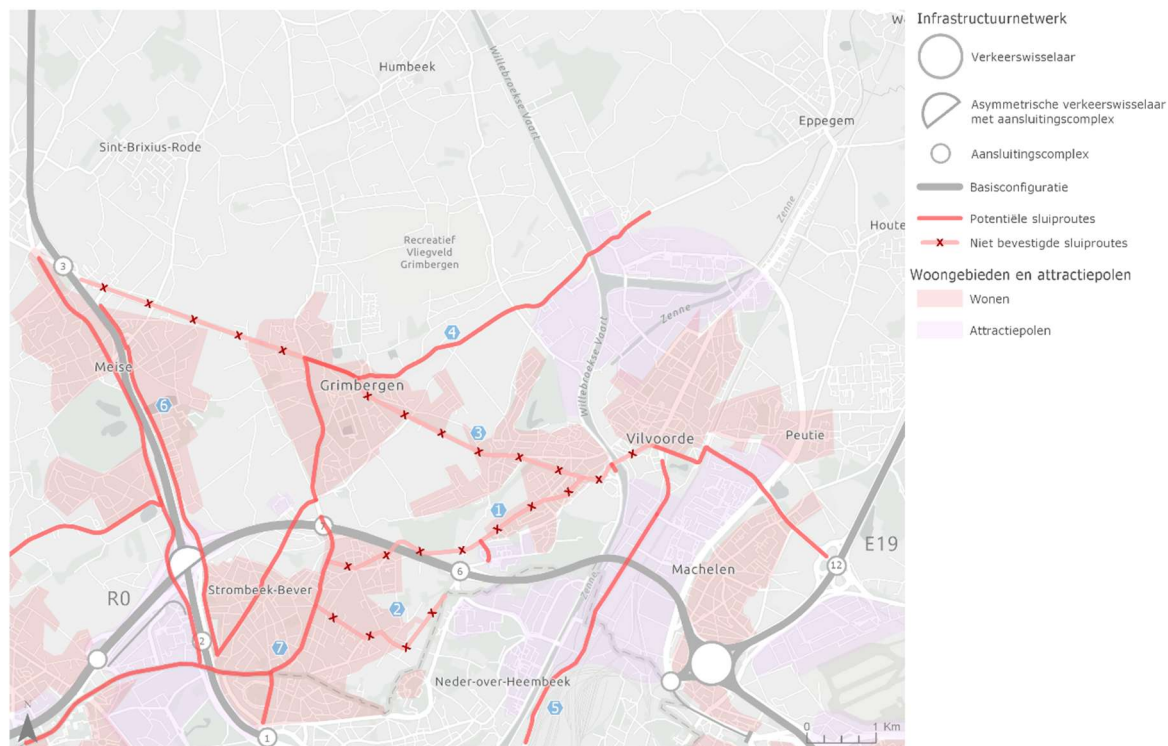 Humbeek
Sint-Brixius-Rode
Willebroekse Vaart
Eppegem
Zenne
Houte
Recreatief
Vliegveld
Grimbergen
3
4
Meise
Grimbergen
6
Zenne
Willebroekse Vaart
3
Vilvoorde
Peutie
1
7
E19
12
6
Machelen
R0
Strombeek-Bever
2
2
7
Zenne
Neder-over-Heembeek
5
1
N
0 1 Km
Infrastructuurnetwerk
Verkeerswisselaar
Asymmetrische verkeerswisselaar
met aansluitingscomplex
Aansluitingscomplex
Basisconfiguratie
Potentiële sluiproutes
Niet bevestigde sluiproutes
Woongebieden en attractiepolen
Wonen
Attractiepolen